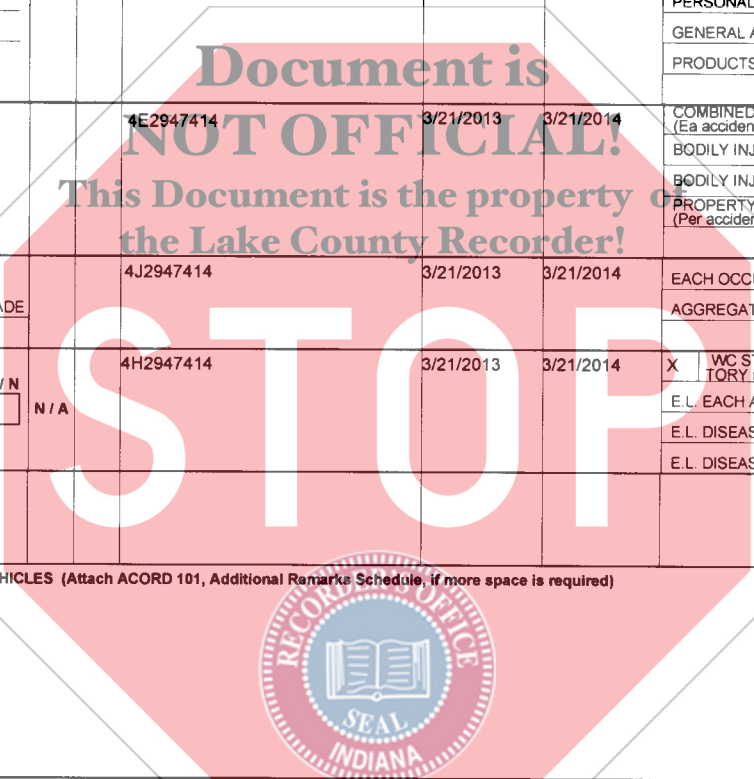 PERSONAL
GENERAL A
PRODUCTS
Document is
4E2947414 3/21/2013 3/21/2014 COMBINED
(Ea acciden
NOT OFFICIAL!
BODILY INJ
This Document is the property of
BODILY INJ
PROPERTY
(Per acciden
the Lake County Recorder!
4J2947414 3/21/2013 3/21/2014 EACH OCCU
ADE
AGGREGAT
STOP
4H2947414 3/21/2013 3/21/2014 X WC ST
TORY
/ N
N / A
E.L. EACH A
E.L. DISEAS
E.L. DISEAS
HICLES (Attach ACORD 101, Additional Remarks Schedule, if more space is required)
RECORDER'S OFFICE
SEAL
INDIANA